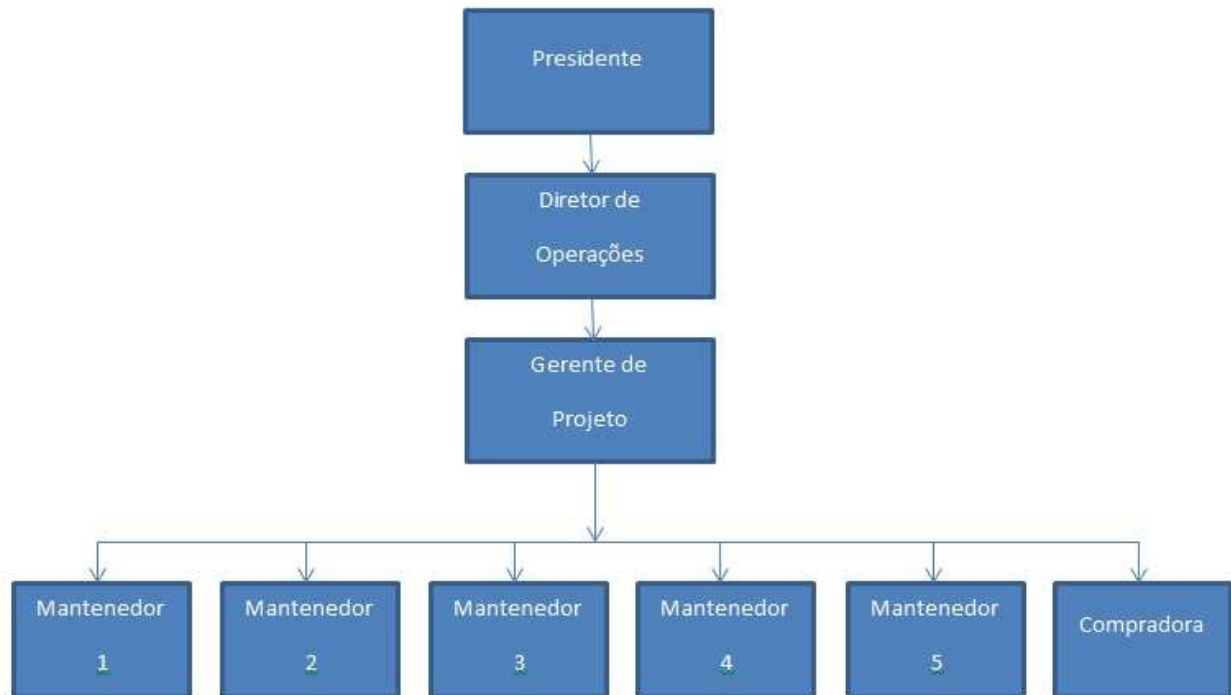 Presidente
Diretor de
Operações
Gerente de
Projeto
Mantenedor
1
Mantenedor
2
Mantenedor
3
Mantenedor
4
Mantenedor
5
Compradora